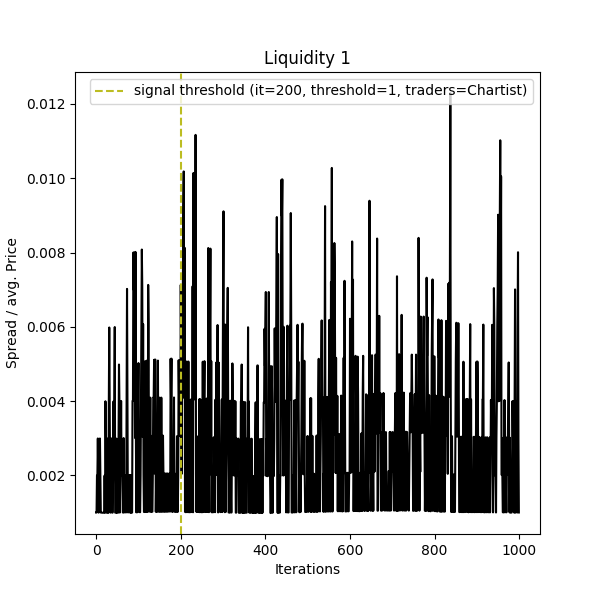 Liquidity 1
signal threshold (it=200, threshold=1, traders=Chartist)
Spread / avg. Price
0.012
0.010
0.008
0.006
0.004
0.002
0 200 400 600 800 1000
Iterations